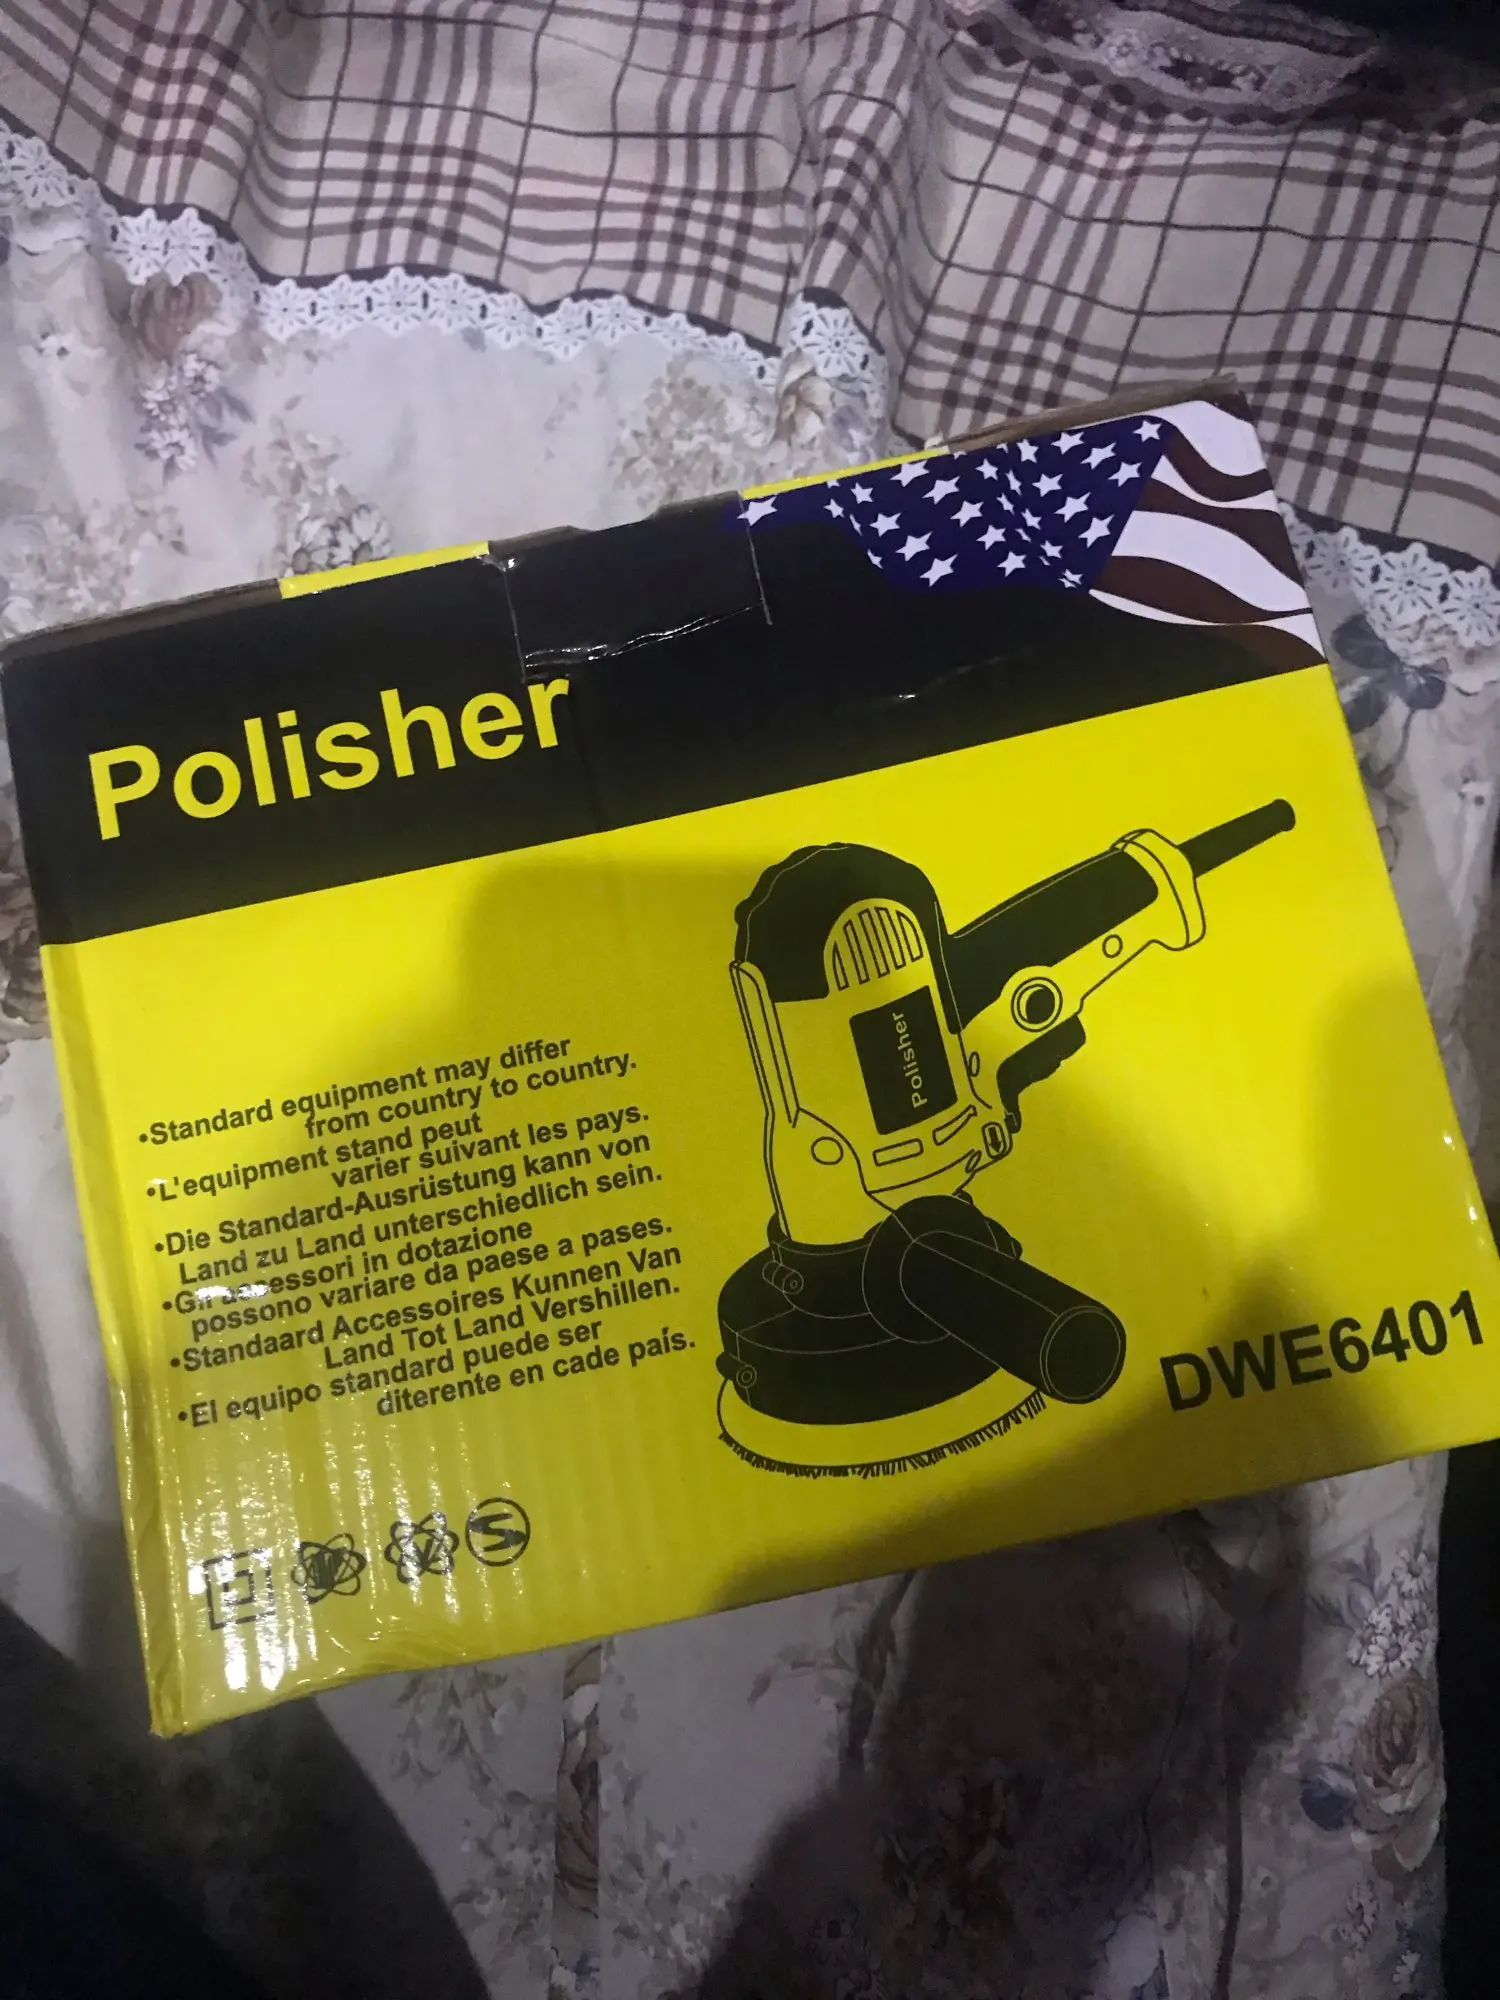 Polisher
Polisher
•Standard equipment may differ
from country to country.
•L'equipment stand peut
varier suivant les pays.
•Die Standard-Ausrüstung kann von
Land zu Land unterschiedlich sein.
in dotazione
possono variare da paese a pases.
•Standaard Accessoires Kunnen Van
Land Tot Land Vershillen.
•El equipo standard puede ser
diterente en cade país.
DWE6401